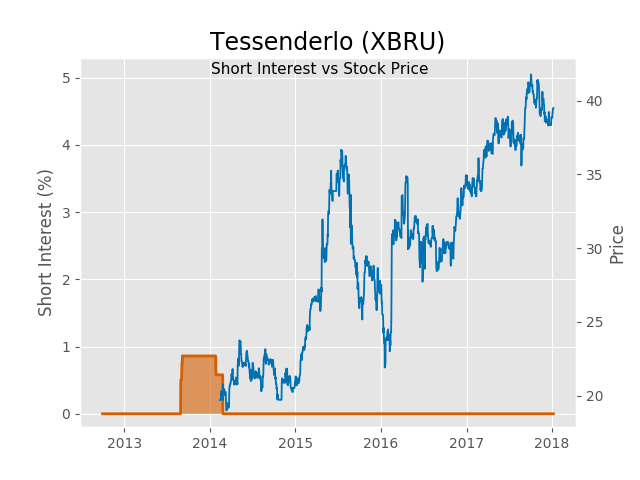 Tessenderlo (XBRU)
Short Interest vs Stock Price
Short Interest (%)
5
4
3
2
1
0
40
35
30
25
20
Price
2013 2014 2015 2016 2017 2018